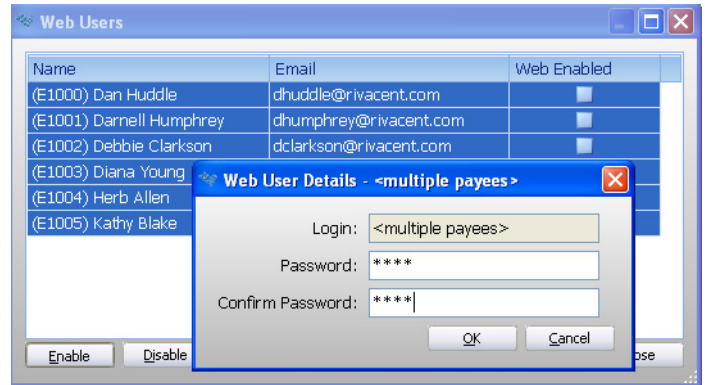 Web Users
Name Email Web Enabled
(E1000) Dan Huddle dhuddle@rivacent.com
(E1001) Darnell Humphrey dhumphrey@rivacent.com
(E1002) Debbie Clarkson dclarkson@rivacent.com
(E1003) Diana Young
(E1004) Herb Allen
(E1005) Kathy Blake
Web User Details - <multiple payees>
Login: <multiple payees>
Password: ****
Confirm Password: ****
OK Cancel
Enable Disable ose